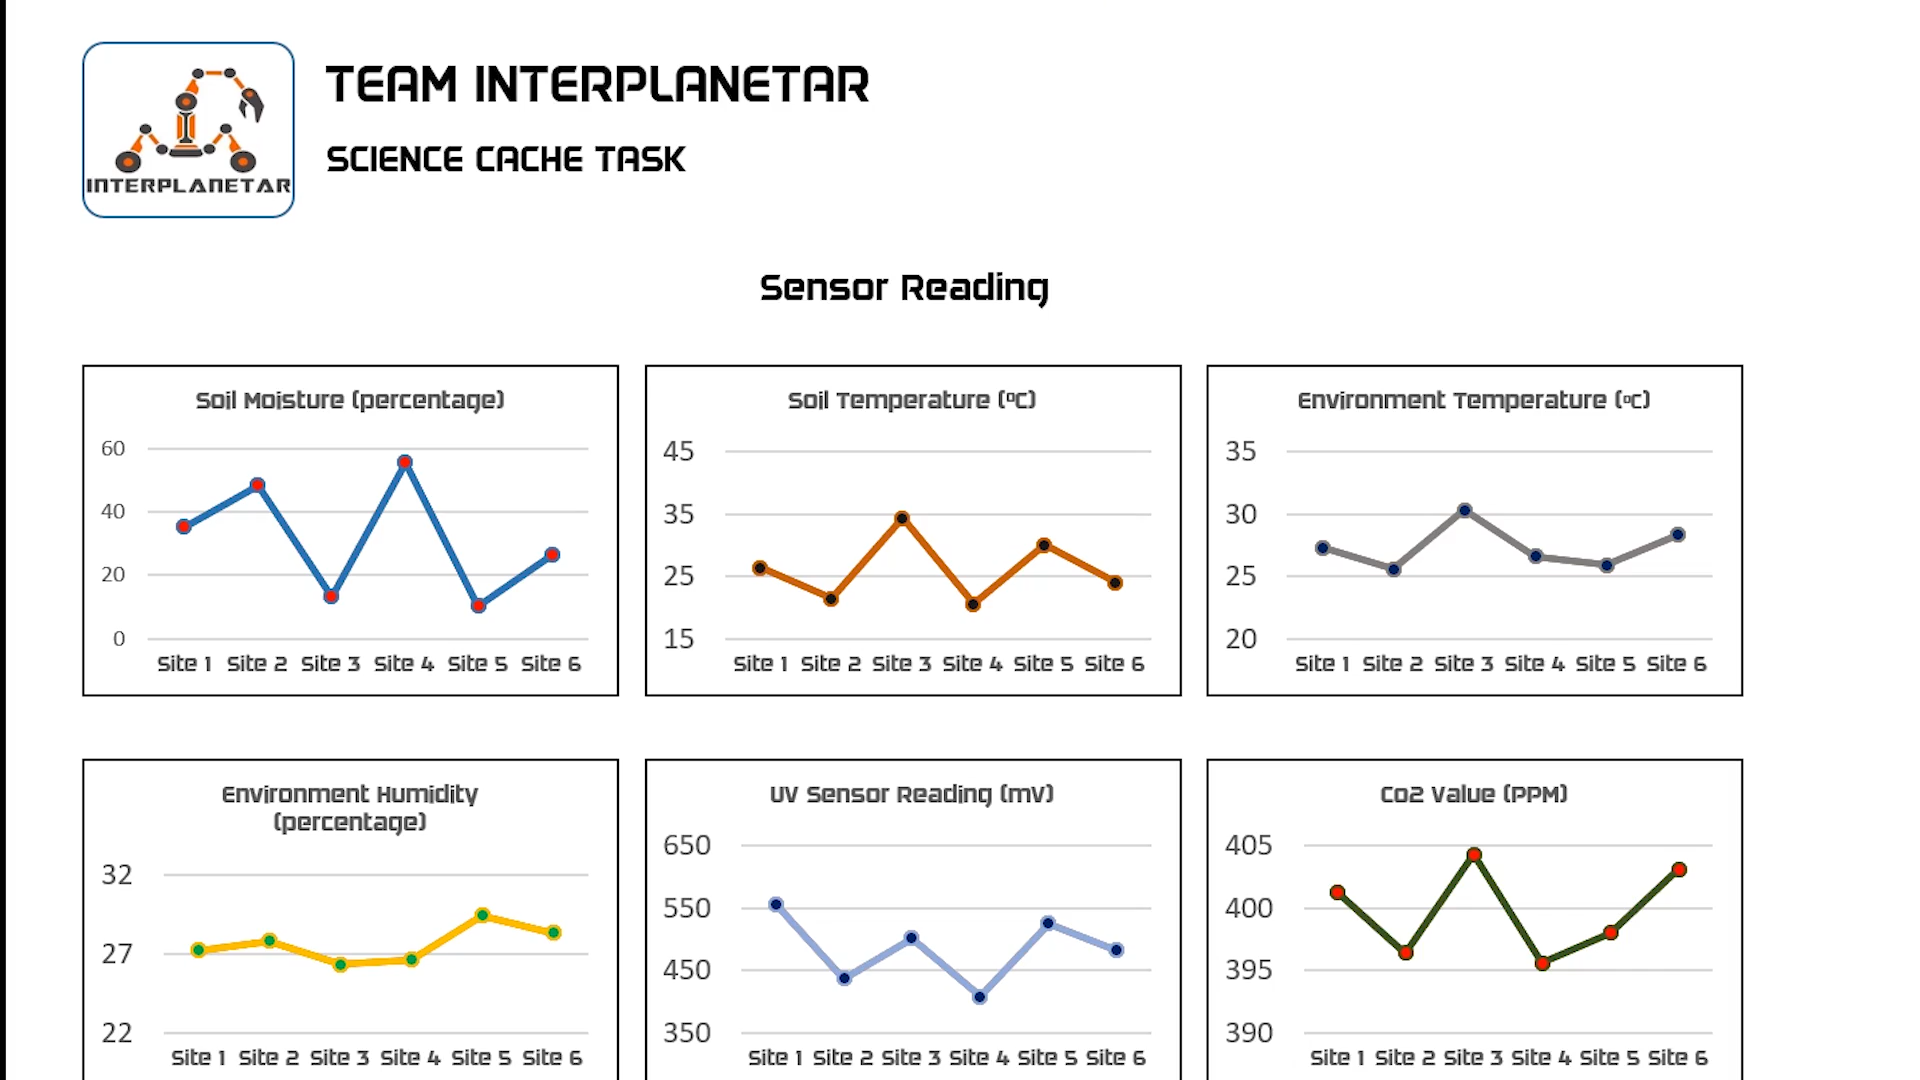 INTERPLANETAR
TEAM INTERPLANETAR
SCIENCE CACHE TASK
Sensor Reading
Soil Moisture (percentage)
60
40
20
0
Site 1 Site 2 Site 3 Site 4 Site 5 Site 6
Soil Temperature (ºC)
45
35
25
15
Site 1 Site 2 Site 3 Site 4 Site 5 Site 6
Environment Temperature (ºC)
35
30
25
20
Site 1 Site 2 Site 3 Site 4 Site 5 Site 6
Environment Humidity
(percentage)
32
27
22
Site 1 Site 2 Site 3 Site 4 Site 5 Site 6
UV Sensor Reading (mV)
650
550
450
350
Site 1 Site 2 Site 3 Site 4 Site 5 Site 6
Co2 Value (PPM)
405
400
395
390
Site 1 Site 2 Site 3 Site 4 Site 5 Site 6